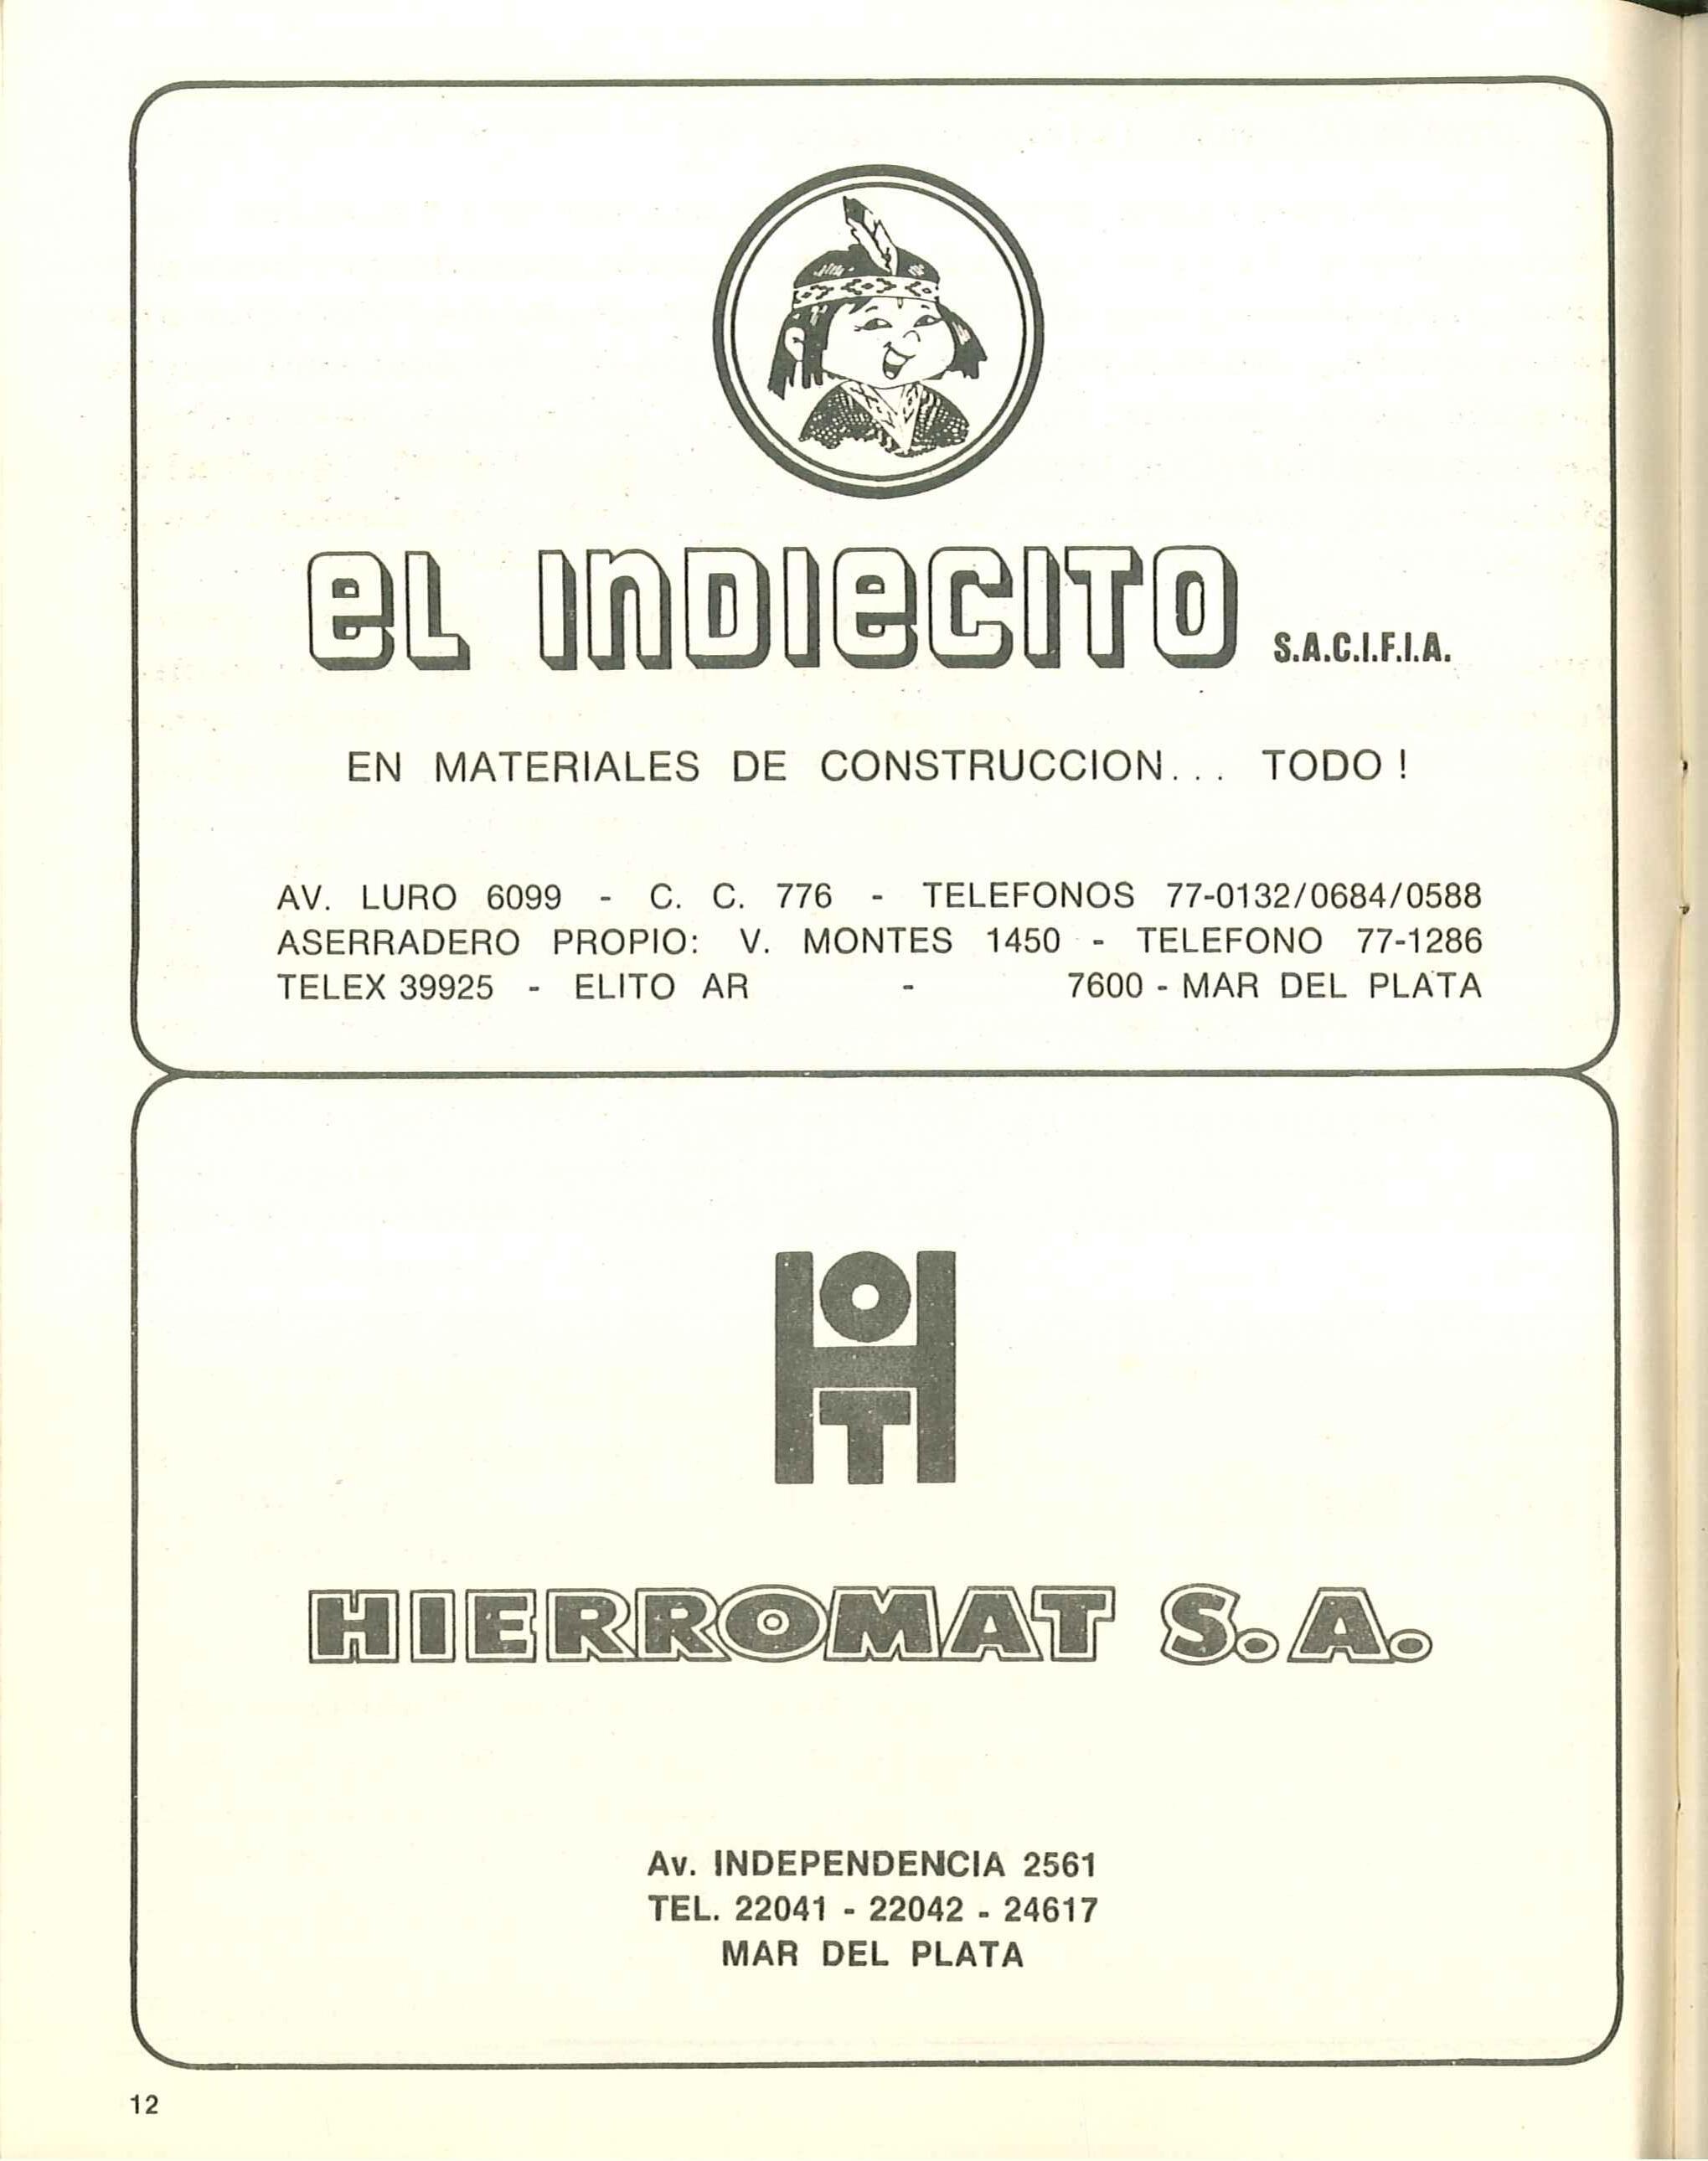 eL InDIeCITO S.A.C.I.F.I.A.
EN MATERIALES DE CONSTRUCCION... TODO !
AV. LURO 6099 - C. C. 776 - TELEFONOS 77-0132/0684/0588
ASERRADERO PROPIO: V. MONTES 1450 - TELEFONO 77-1286
TELEX 39925 - ELITO AR - 7600 - MAR DEL PLATA
HIERROMAT S.A.
Av. INDEPENDENCIA 2561
TEL. 22041 - 22042 - 24617
MAR DEL PLATA
12